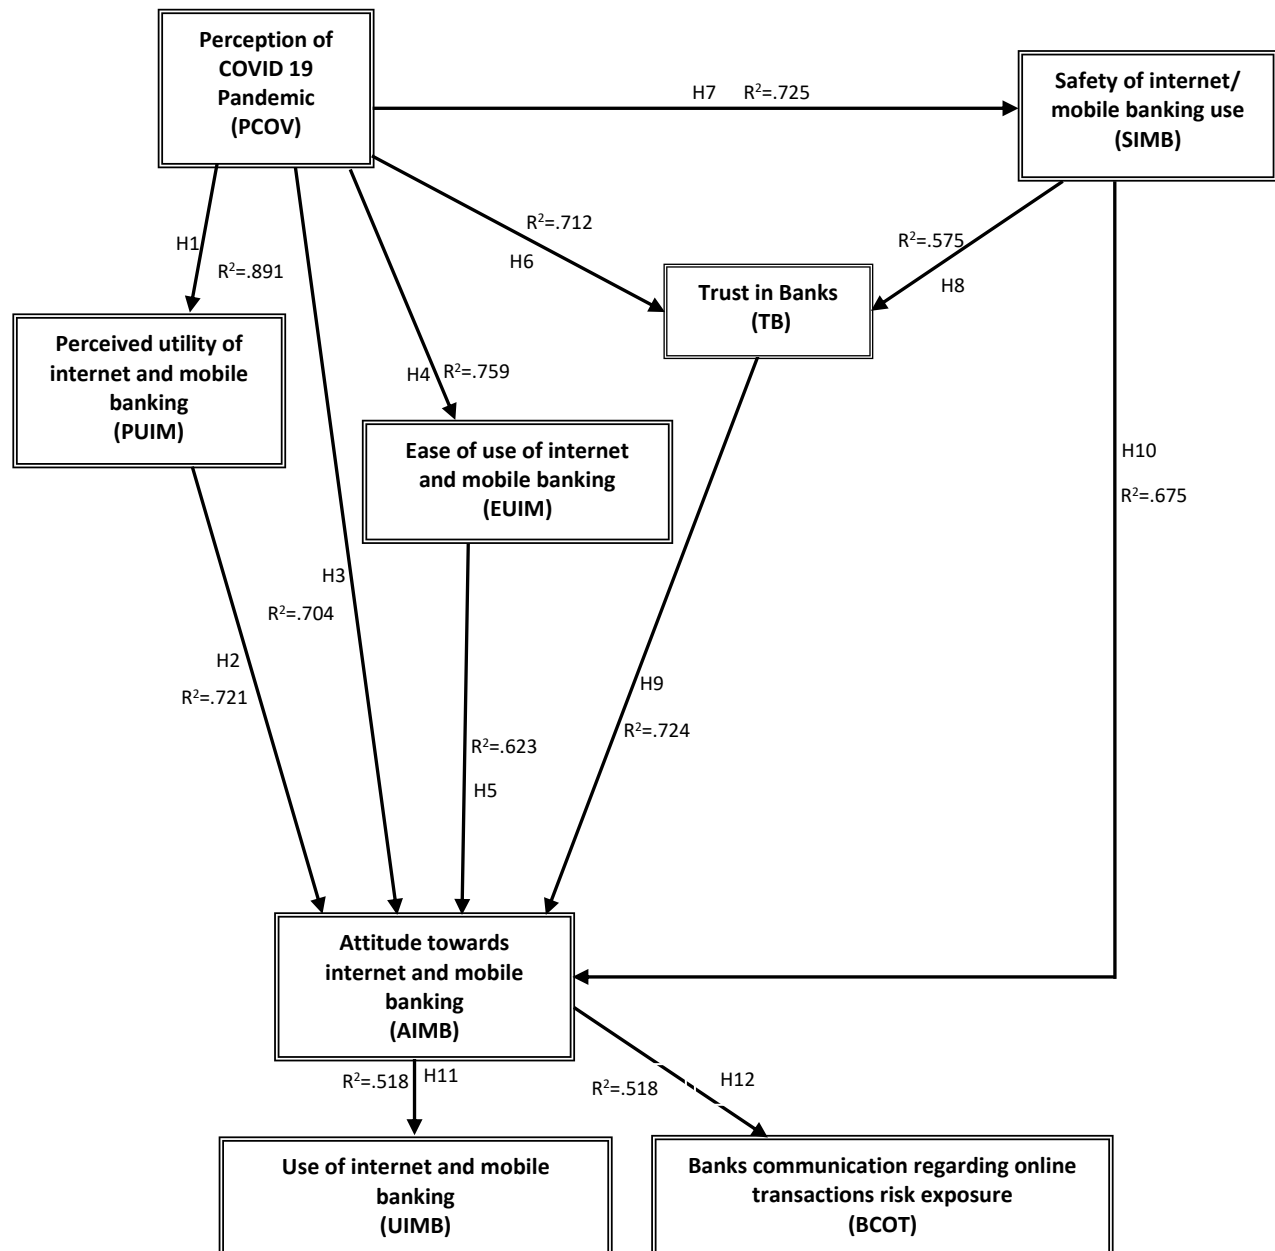 Perception of
COVID 19
Pandemic
(PCOV)
H7 R²=.725
Safety of internet/
mobile banking use
(SIMB)
H1
R²=.891
R²=.712
H6
R²=.575
H8
Trust in Banks
(TB)
Perceived utility of
internet and mobile
banking
(PUIM)
H4 R²=.759
Ease of use of internet
and mobile banking
(EUIM)
H10
R²=.675
H3
R²=.704
H2
R²=.721
H9
R²=.724
R²=.623
H5
Attitude towards
internet and mobile
banking
(AIMB)
R²=.518 H11
R²=.518 H12
Use of internet and mobile
banking
(UIMB)
Banks communication regarding online
transactions risk exposure
(BCOT)